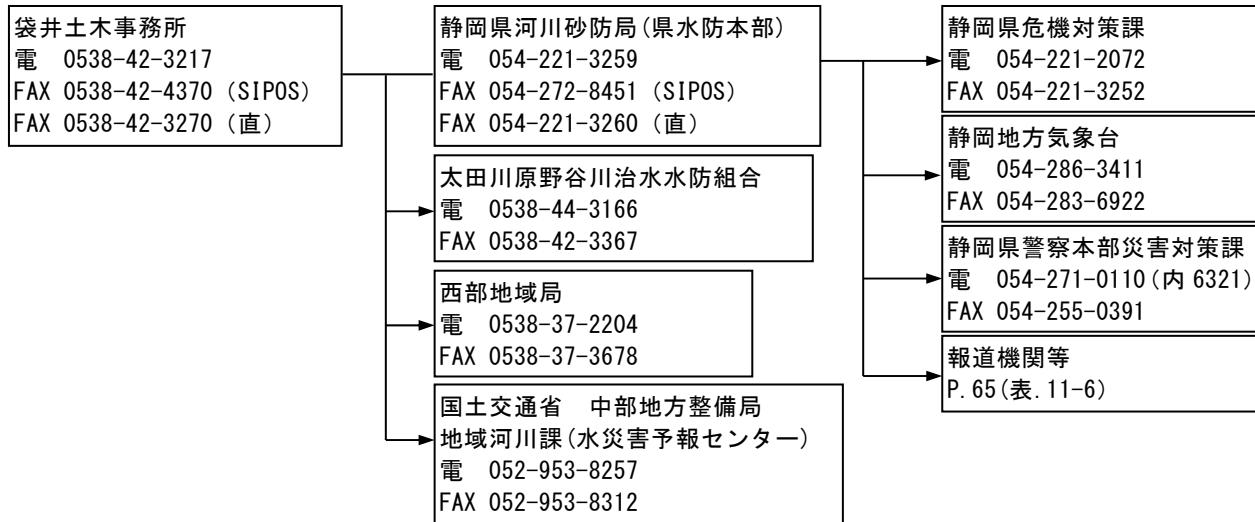 袋井土木事務所
電　0538-42-3217
FAX 0538-42-4370 (SIPOS)
FAX 0538-42-3270 (直)
静岡県河川砂防局(県水防本部)
電　054-221-3259
FAX 054-272-8451 (SIPOS)
FAX 054-221-3260 (直)
太田川原野谷川治水水防組合
電　0538-44-3166
FAX 0538-42-3367
西部地域局
電　0538-37-2204
FAX 0538-37-3678
国土交通省　中部地方整備局
地域河川課(水災害予報センター)
電　052-953-8257
FAX 052-953-8312
静岡県危機対策課
電　054-221-2072
FAX 054-221-3252
静岡地方気象台
電　054-286-3411
FAX 054-283-6922
静岡県警察本部災害対策課
電　054-271-0110(内 6321)
FAX 054-255-0391
報道機関等
P.65(表.11-6)